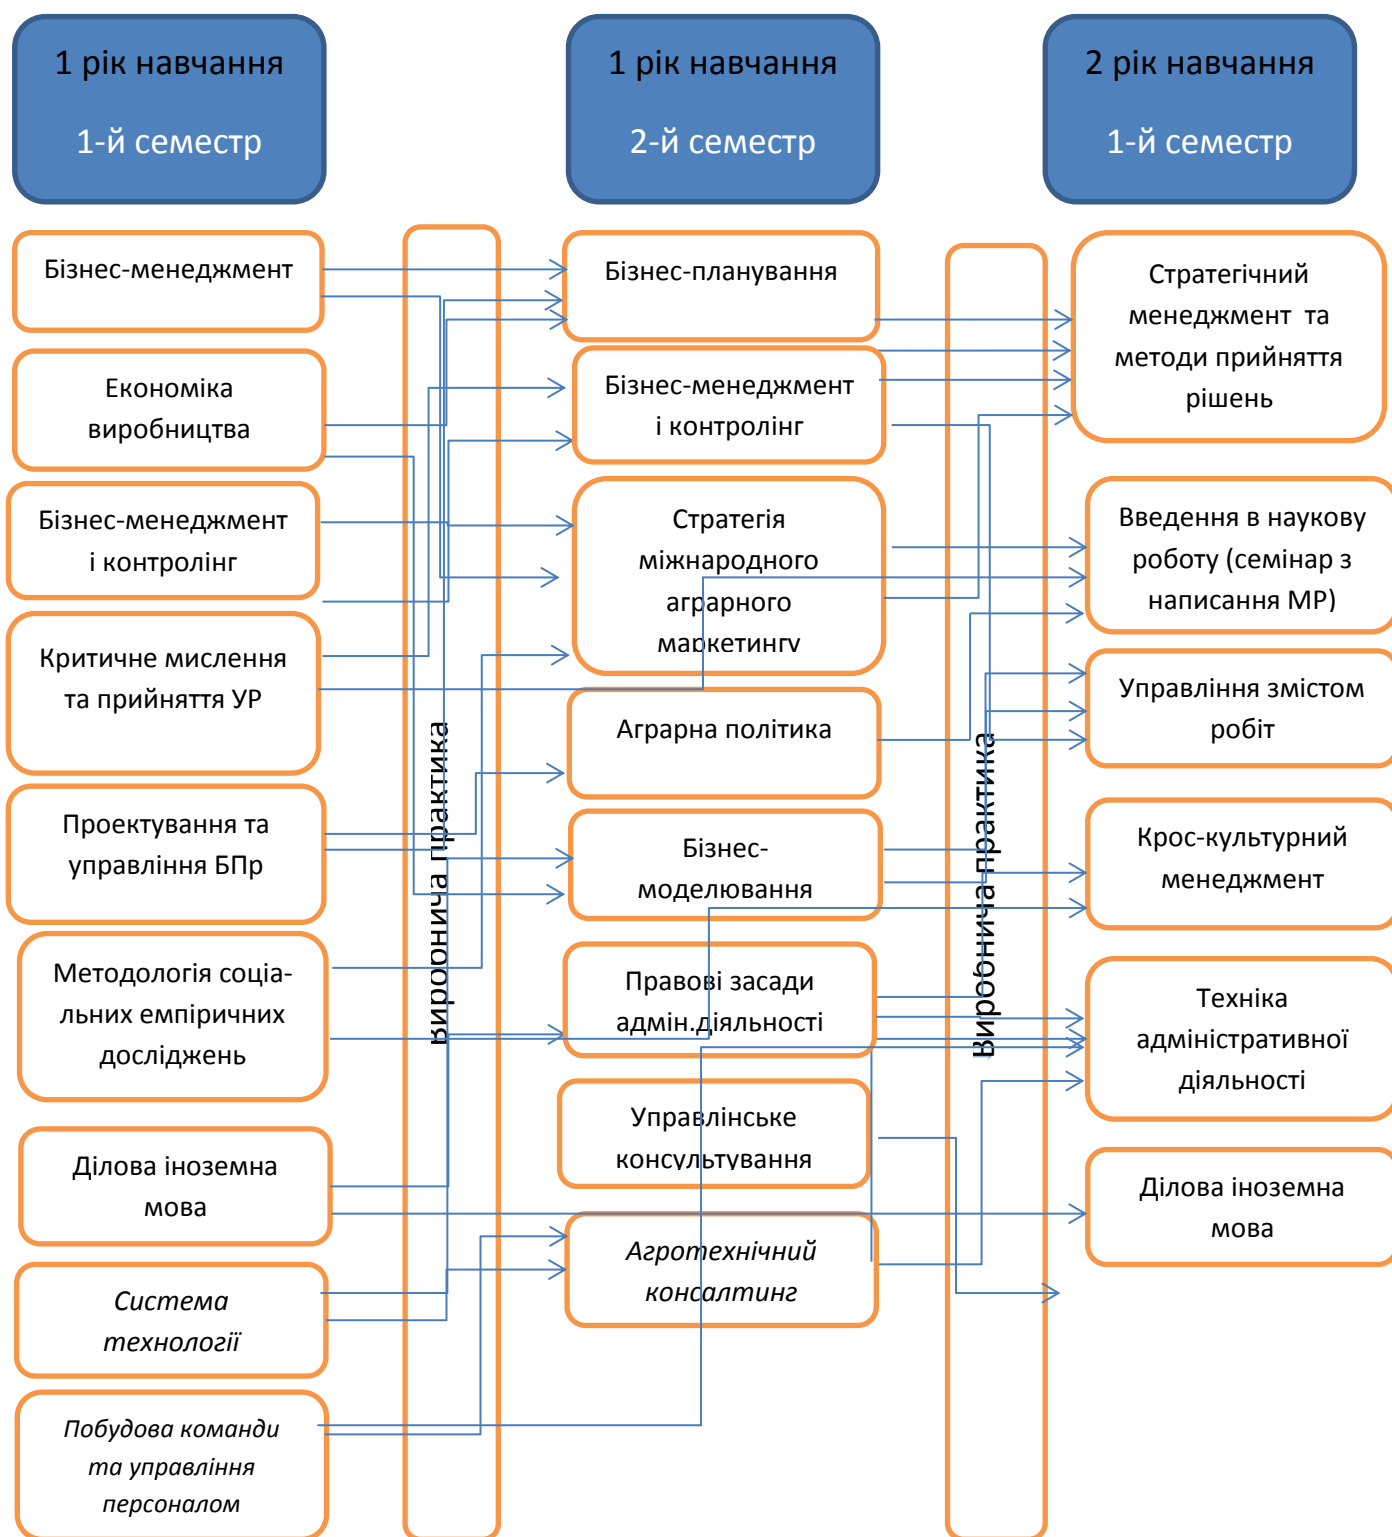 1 рік навчання
1-й семестр
1 рік навчання
2-й семестр
2 рік навчання
1-й семестр
Бізнес-менеджмент
Економіка
виробництва
Бізнес-менеджмент
і контролінг
Критичне мислення
та прийняття УР
Проектування та
управління БПр
Методологія соціа-
льних емпіричних
досліджень
Ділова іноземна
мова
Система
технології
Побудова команди
та управління
персоналом
Виробнича практика
Бізнес-планування
Бізнес-менеджмент
і контролінг
Стратегія
міжнародного
аграрного
маркетингу
Аграрна політика
Бізнес-
моделювання
Правові засади
адмін.діяльності
Управлінське
консультування
Агротехнічний
консалтинг
Виробнича практика
Стратегічний
менеджмент та
методи прийняття
рішень
Введення в наукову
роботу (семінар з
написання МР)
Управління змістом
робіт
Крос-культурний
менеджмент
Техніка
адміністративної
діяльності
Ділова іноземна
мова